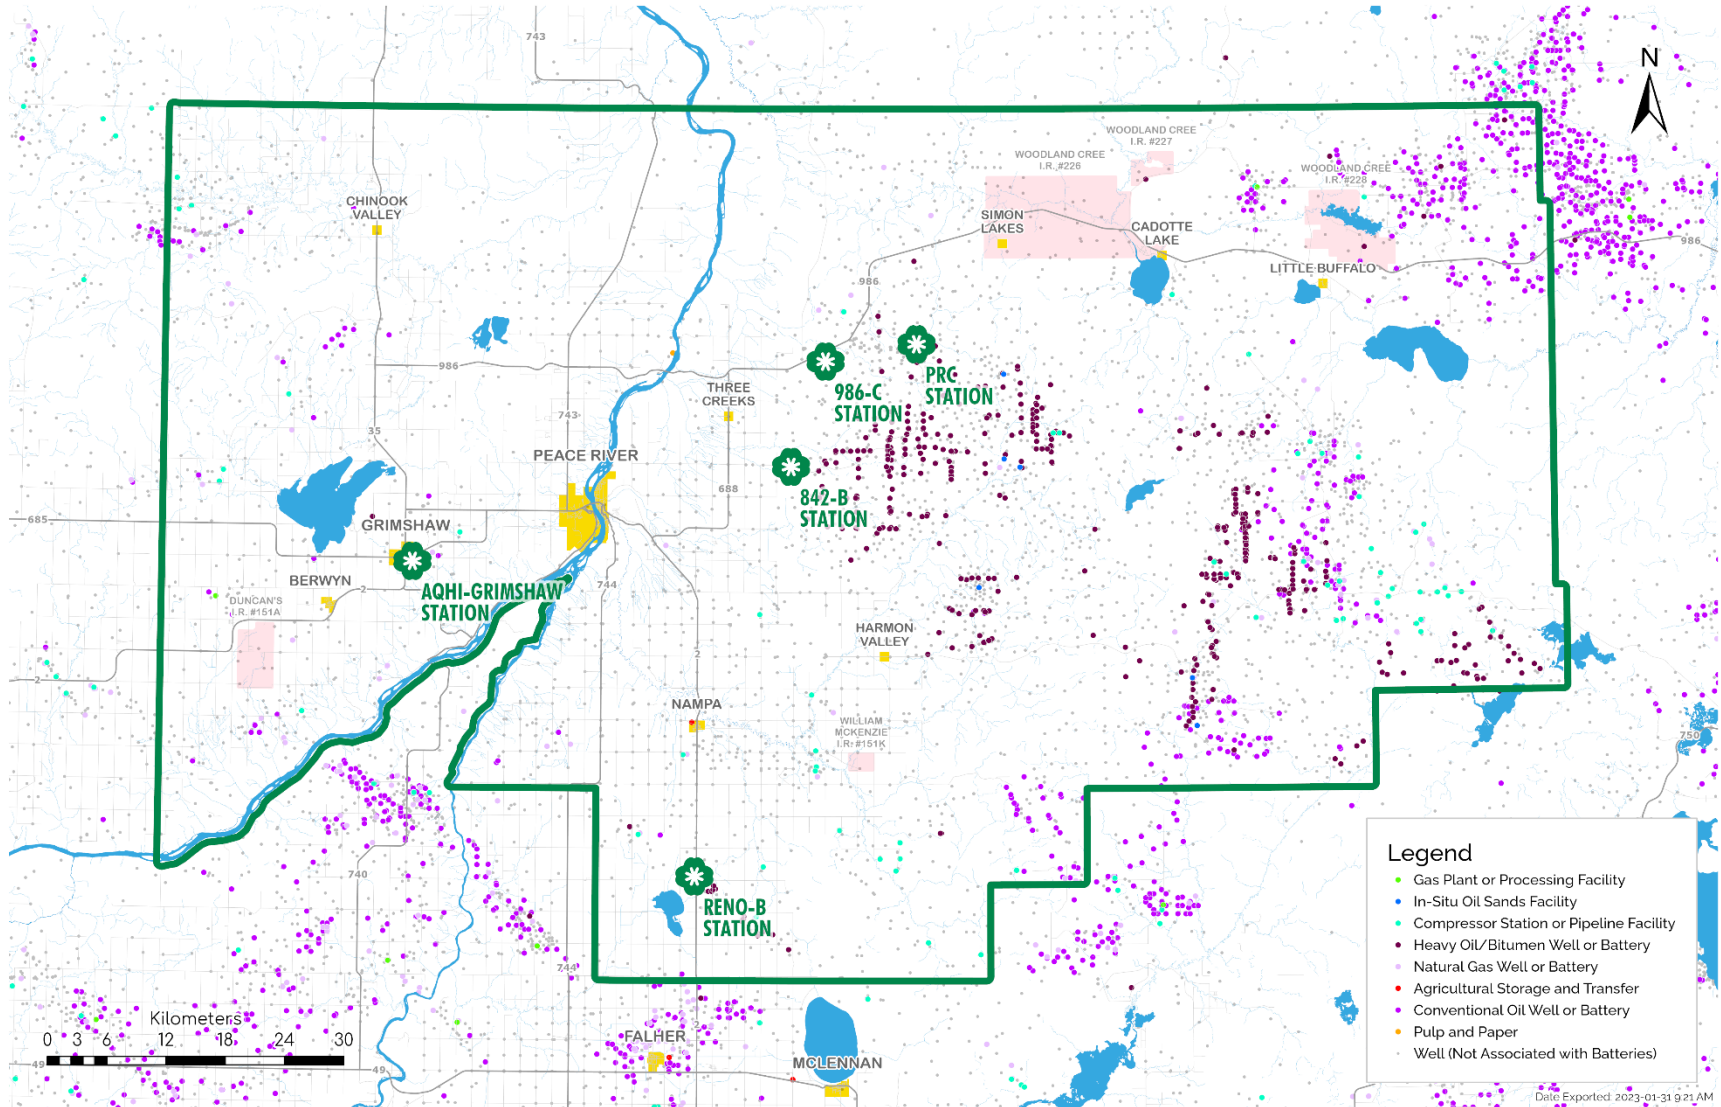 743
N
WOODLAND CREE
I.R. #227
WOODLAND CREE
I.R. #226
WOODLAND CREE
I.R. #228
CHINOOK
VALLEY
SIMON
LAKES
CADOTTE
LAKE
986
LITTLE BUFFALO
986
986
PRC
STATION
986-C
STATION
THREE
CREEKS
743
35
PEACE RIVER
688
842-B
STATION
685
GRIMSHAW
BERWYN
2
744
AQHI-GRIMSHAW
STATION
DUNCAN'S
I.R. #151A
HARMON
VALLEY
2
2
NAMPA
WILLIAM
MCKENZIE
I.R. #151K
750
740
RENO-B
STATION
744
2
FALHER
MCLENNAN
49
49
Kilometers
0 3 6 12 18 24 30
Legend
Gas Plant or Processing Facility
In-Situ Oil Sands Facility
Compressor Station or Pipeline Facility
Heavy Oil/Bitumen Well or Battery
Natural Gas Well or Battery
Agricultural Storage and Transfer
Conventional Oil Well or Battery
Pulp and Paper
Well (Not Associated with Batteries)
Date Exported: 2023-01-31 9:21 AM